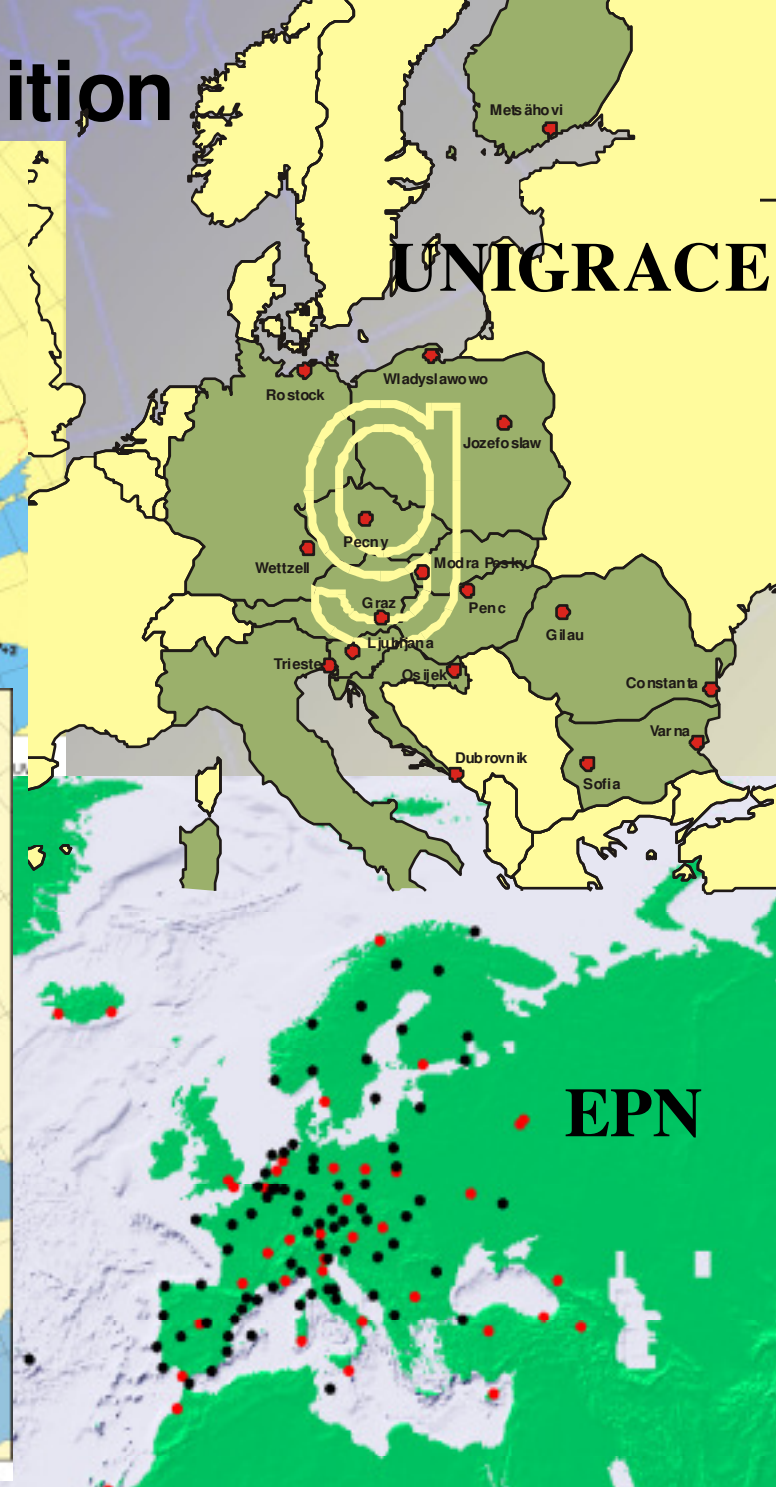 ition
Metsähovi
UNIGRACE
Wladyslawowo
Rostock
Jozefoslaw
g
Pecny
Wettzell
Modra Pesky
Graz
Penc
Gilau
Ljubljana
Trieste
Osijek
Constanta
Varna
Dubrovnik
Sofia
EPN